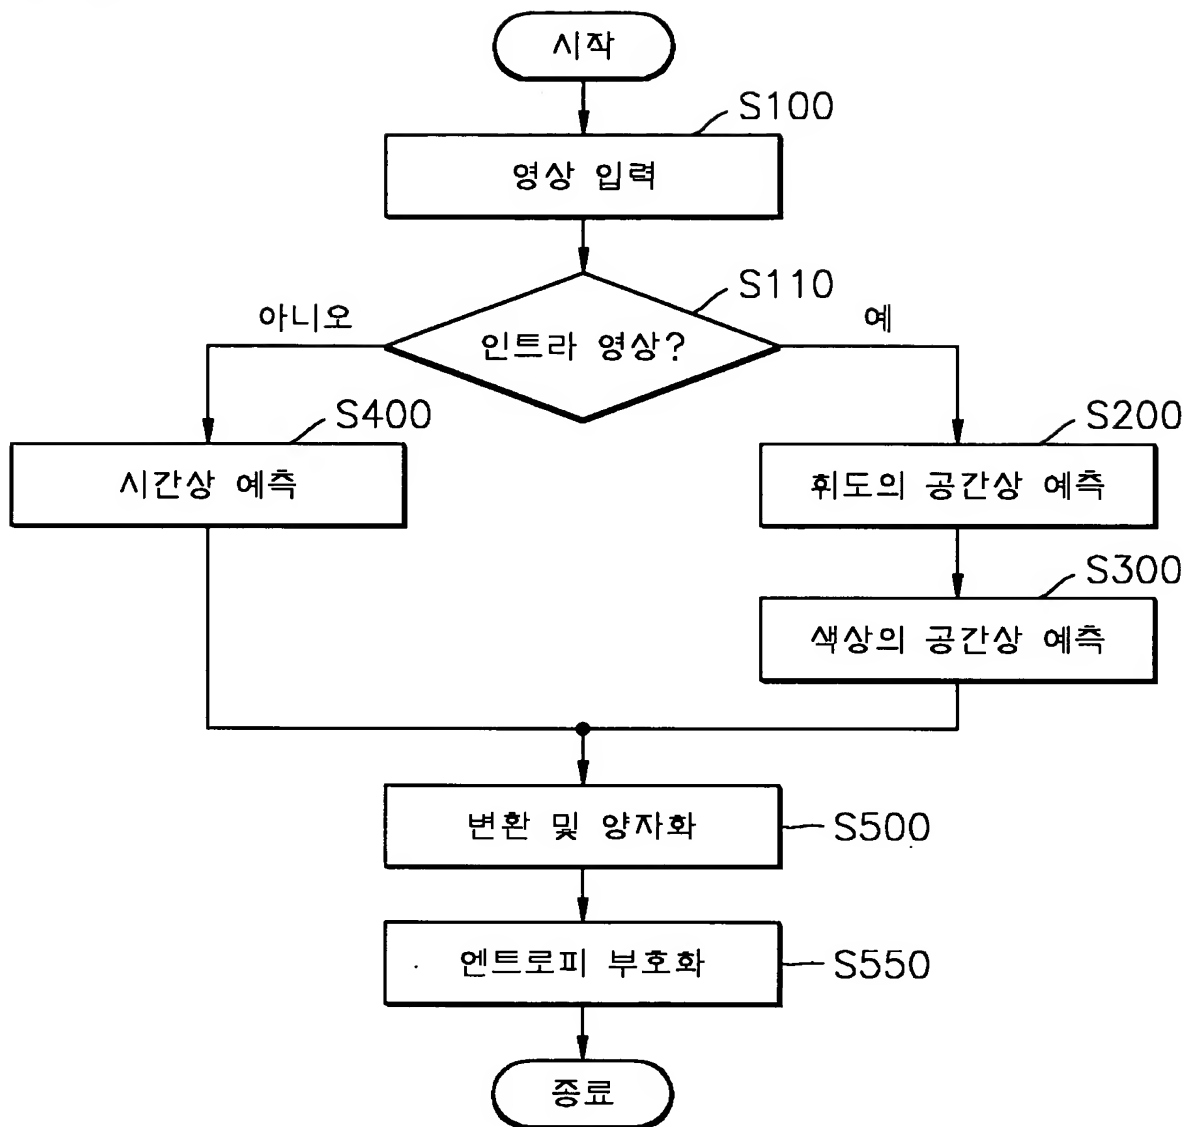 시작
S100
영상 입력
S110
아니오
예
인트라 영상?
S400
S200
시간상 예측
휘도의 공간상 예측
S300
색상의 공간상 예측
변환 및 양자화
S500
엔트로피 부호화
S550
종료